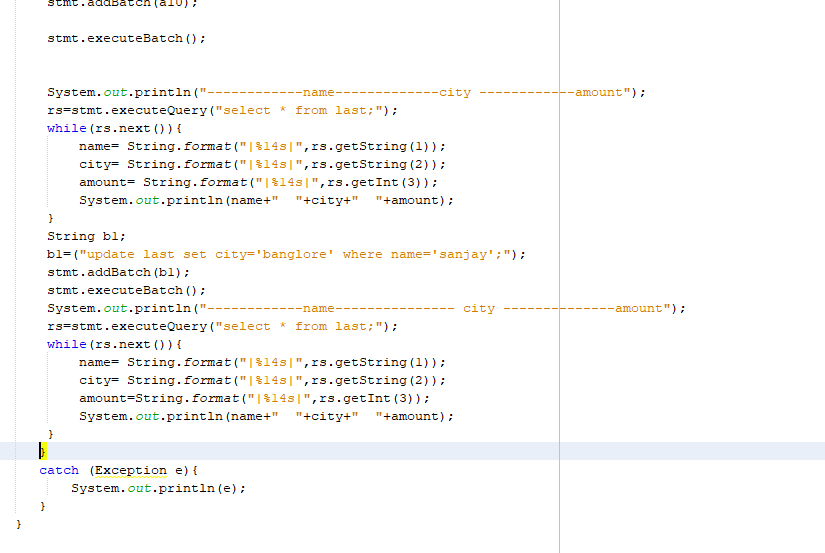 stmt.addBatch(a10);
stmt.executeBatch();
System.out.println("------------name-------------city ------------amount");
rs=stmt.executeQuery("select * from last;");
while(rs.next()){
name= String.format("|%14s|",rs.getString(1));
city= String.format("|%14s|",rs.getString(2));
amount= String.format("|%14s|",rs.getInt(3));
System.out.println(name+"  "+city+"  "+amount);
}
String b1;
b1=("update last set city='banglore' where name='sanjay';");
stmt.addBatch(b1);
stmt.executeBatch();
System.out.println("------------name--------------- city --------------amount");
rs=stmt.executeQuery("select * from last;");
while(rs.next()){
name= String.format("|%14s|",rs.getString(1));
city= String.format("|%14s|",rs.getString(2));
amount=String.format("|%14s|",rs.getInt(3));
System.out.println(name+"  "+city+"  "+amount);
}
}
catch (Exception e){
System.out.println(e);
}
}